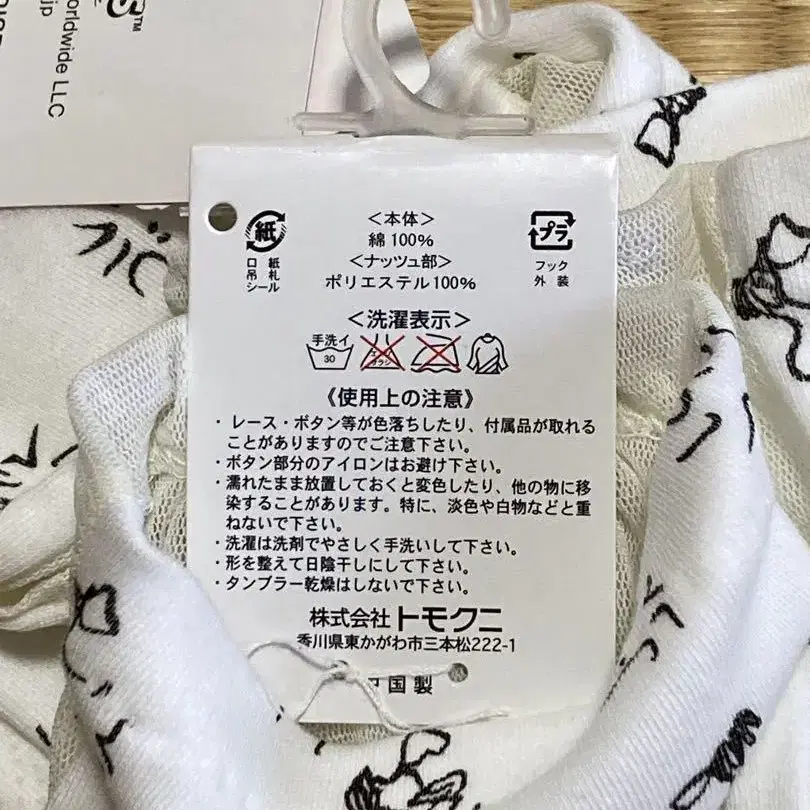 S™
orldwide LLC
jp
紙
口 紙
吊 札
シール
＜本体＞
綿 100%
＜ナッツュ部＞
ポリエステル100%
プラ
フック
外 装
＜洗濯表示＞
手洗イ
30
《使用上の注意》
・レース・ボタン等が色落ちしたり、付属品が取れる
ことがありますのでご注意下さい。
・ボタン部分のアイロンはお避け下さい。
・濡れたまま放置しておくと変色したり、他の物に移
染することがあります。特に、淡色や白物などと重
ねないで下さい。
・洗濯は洗剤でやさしく手洗いして下さい。
・形を整えて日陰干しにして下さい。
・タンブラー乾燥はしないで下さい。
株式会社 トモクニ
香川県東かがわ市三本松222-1
国 製